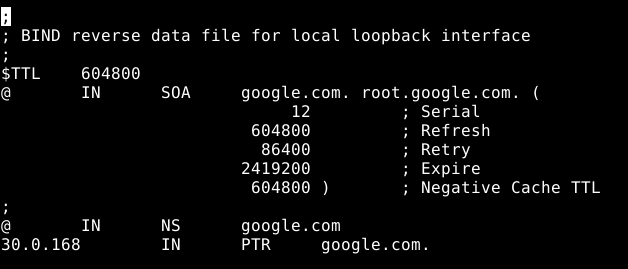 ;
; BIND reverse data file for local loopback interface
;
$TTL    604800
@       IN      SOA     google.com. root.google.com. (
                             12         ; Serial
                         604800         ; Refresh
                          86400         ; Retry
                        2419200         ; Expire
                         604800 )       ; Negative Cache TTL
;
@       IN      NS      google.com
30.0.168        IN      PTR     google.com.